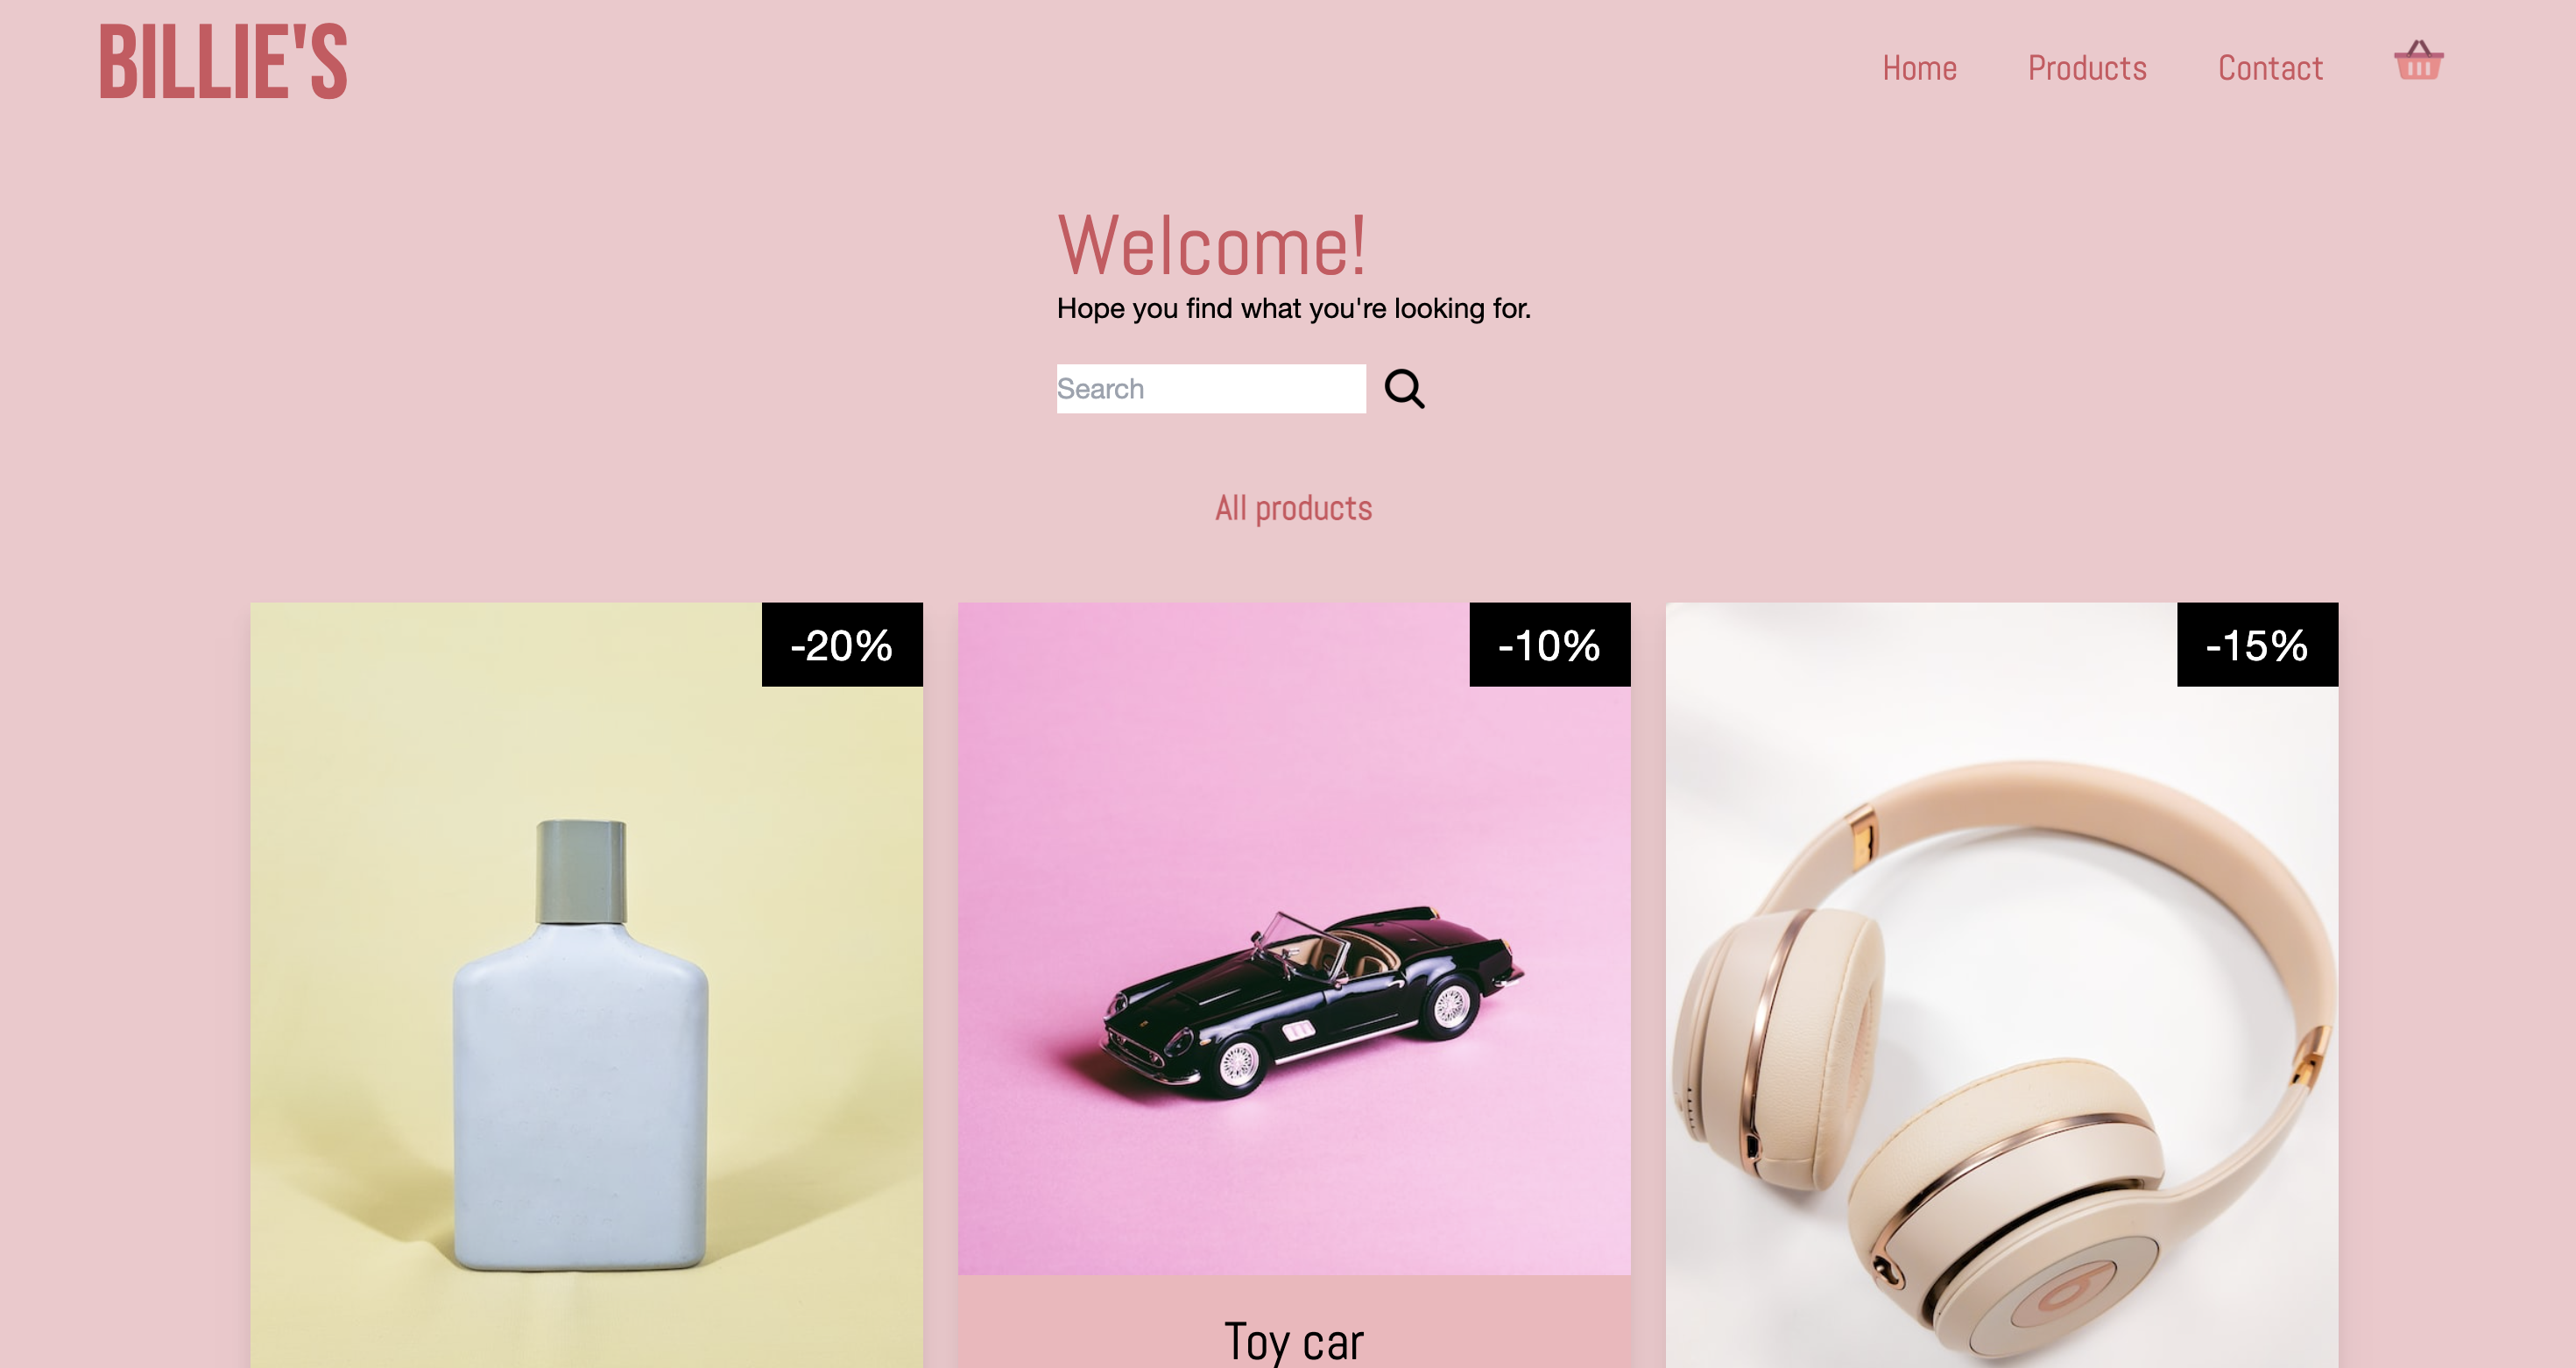 BILLIE'S
Home Products Contact
Welcome!
Hope you find what you're looking for.
Search
All products
-20%
-10%
-15%
Toy car